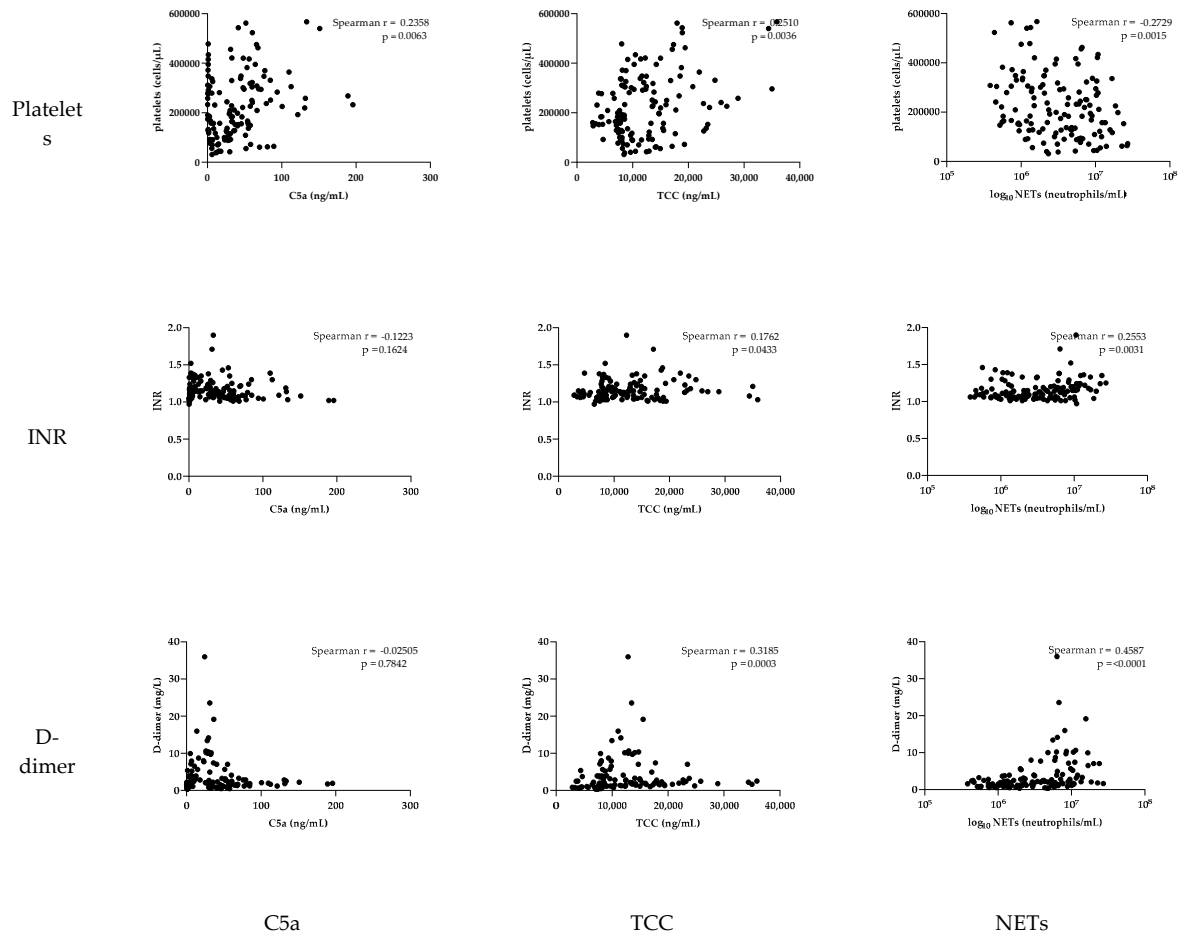 600000
400000
200000
0
platelets (cells/µL)
Spearman r = 0.2358
p = 0.0063
0 100 200 300
C5a (ng/mL)
600000
400000
200000
0
platelets (cells/µL)
Spearman r = 0.2510
p = 0.0036
0 10,000 20,000 30,000 40,000
TCC (ng/mL)
600000
400000
200000
0
platelets (cells/µL)
Spearman r = -0.2729
p = 0.0015
10⁵ 10⁶ 10⁷ 10⁸
log₁₀ NETs (neutrophils/mL)
Platelet
s
2.0
1.5
1.0
0.5
0.0
INR
Spearman r = -0.1223
p = 0.1624
0 100 200 300
C5a (ng/mL)
2.0
1.5
1.0
0.5
0.0
INR
Spearman r = 0.1762
p = 0.0433
0 10,000 20,000 30,000 40,000
TCC (ng/mL)
2.0
1.5
1.0
0.5
0.0
INR
Spearman r = 0.2553
p = 0.0031
10⁵ 10⁶ 10⁷ 10⁸
log₁₀ NETs (neutrophils/mL)
INR
40
30
20
10
0
D-dimer (mg/L)
Spearman r = -0.02505
p = 0.7842
0 100 200 300
C5a (ng/mL)
40
30
20
10
0
D-dimer (mg/L)
Spearman r = 0.3185
p = 0.0003
0 10,000 20,000 30,000 40,000
TCC (ng/mL)
40
30
20
10
0
D-dimer (mg/L)
Spearman r = 0.4587
p = <0.0001
10⁵ 10⁶ 10⁷ 10⁸
log₁₀ NETs (neutrophils/mL)
D-
dimer
C5a
TCC
NETs